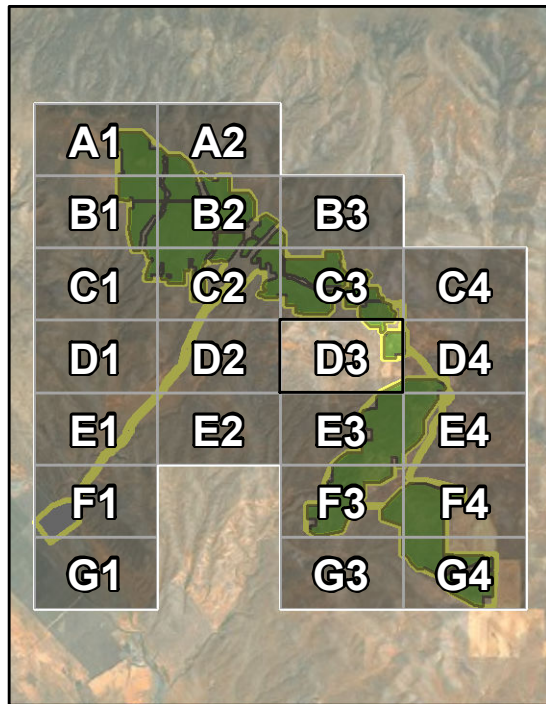 A1 A2
B1 B2 B3
C1 C2 C3 C4
D1 D2 D3 D4
E1 E2 E3 E4
F1 F3 F4
G1 G3 G4